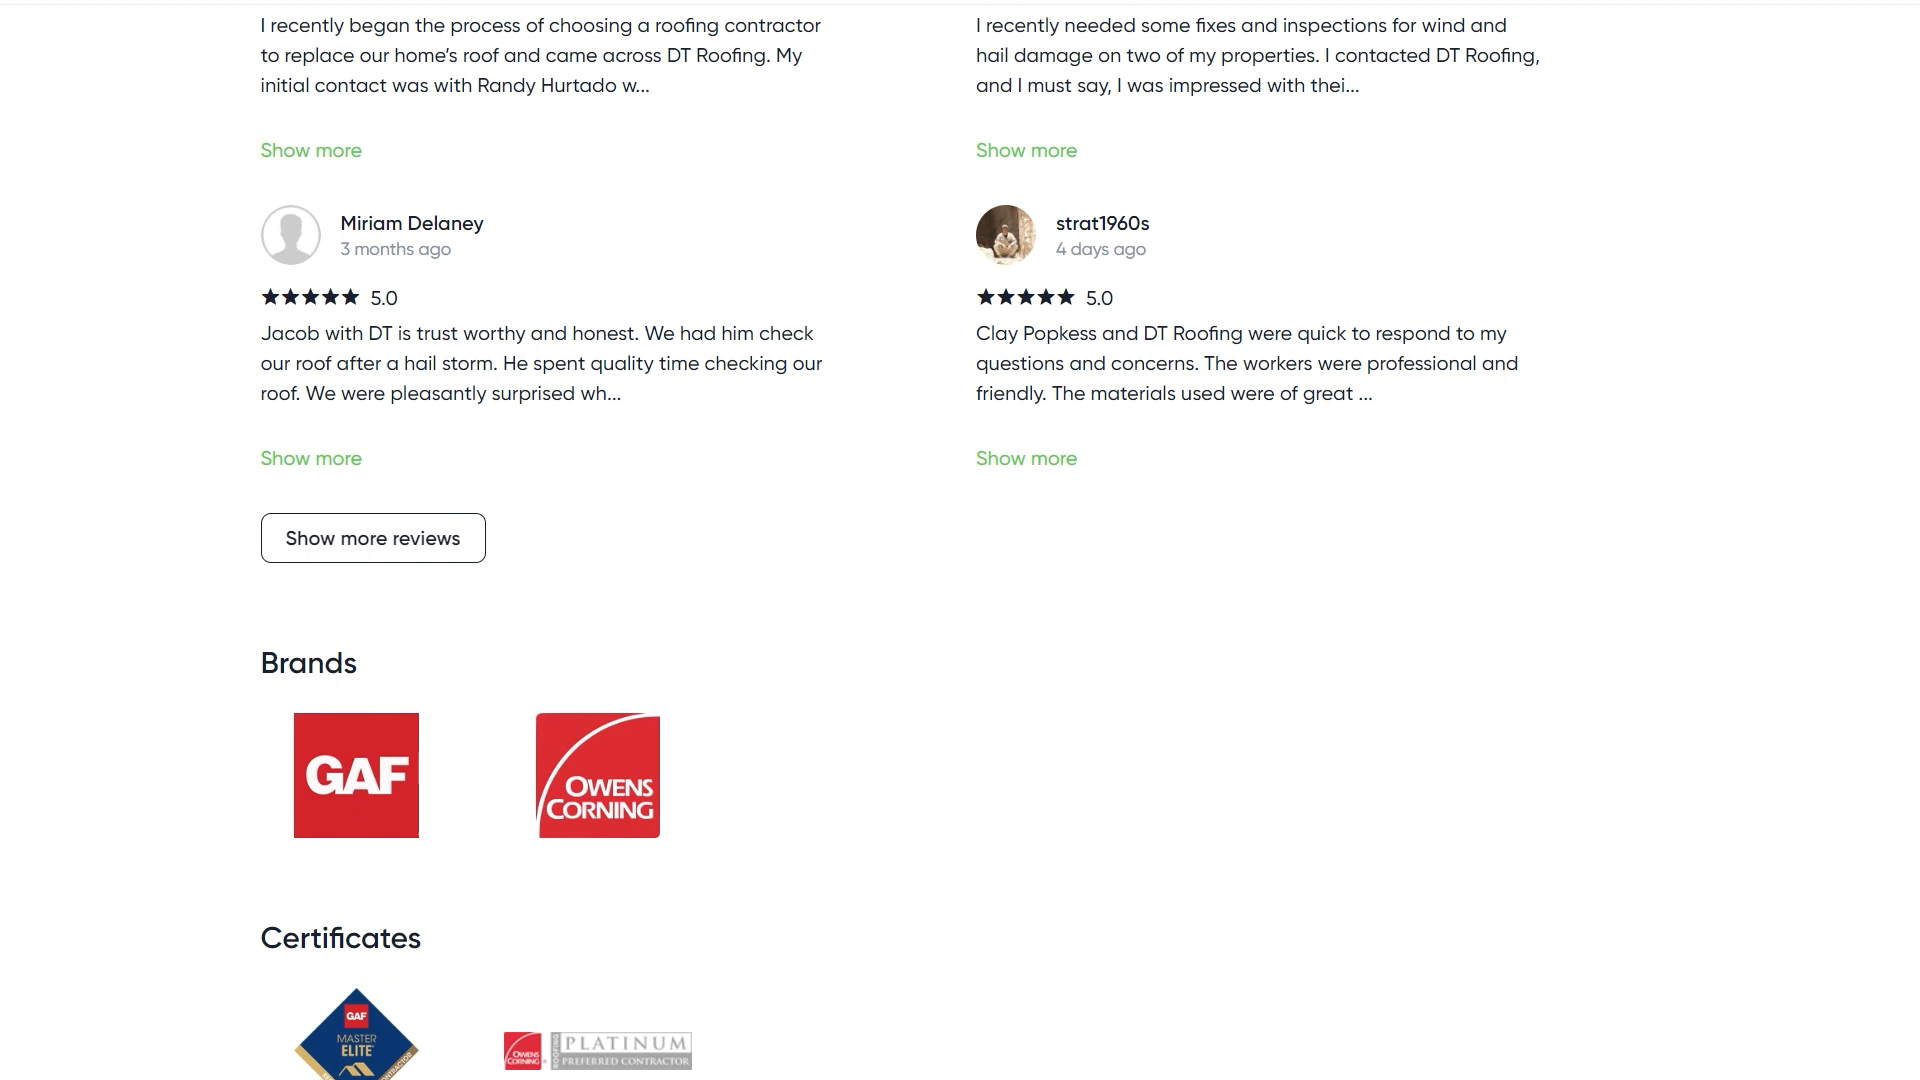 I recently began the process of choosing a roofing contractor
to replace our home’s roof and came across DT Roofing. My
initial contact was with Randy Hurtado w...
Show more
I recently needed some fixes and inspections for wind and
hail damage on two of my properties. I contacted DT Roofing,
and I must say, I was impressed with thei...
Show more
Miriam Delaney
3 months ago
5.0
Jacob with DT is trust worthy and honest. We had him check
our roof after a hail storm. He spent quality time checking our
roof. We were pleasantly surprised wh...
Show more
strat1960s
4 days ago
5.0
Clay Popkess and DT Roofing were quick to respond to my
questions and concerns. The workers were professional and
friendly. The materials used were of great ...
Show more
Show more reviews
Brands
GAF
OWENS
CORNING
Certificates
GAF
MASTER
ELITE
OWENS
CORNING
ROOFING
PLATINUM
PREFERRED CONTRACTOR